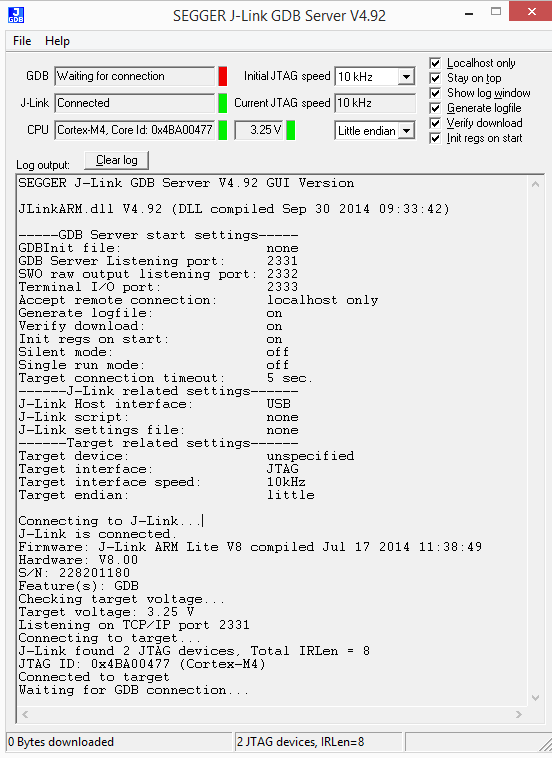 J GDB
SEGGER J-Link GDB Server V4.92
File Help
GDB Waiting for connection Initial JTAG speed 10 kHz
J-Link Connected Current JTAG speed 10 kHz
CPU Cortex-M4, Core Id: 0x4BA00477 3.25 V Little endian
Localhost only
Stay on top
Show log window
Generate logfile
Verify download
Init regs on start
Log output: Clear log
SEGGER J-Link GDB Server V4.92 GUI Version
JLinkARM.dll V4.92 (DLL compiled Sep 30 2014 09:33:42)
-----GDB Server start settings-----
GDBInit file: none
GDB Server Listening port: 2331
SWO raw output listening port: 2332
Terminal I/O port: 2333
Accept remote connection: localhost only
Generate logfile: on
Verify download: on
Init regs on start: on
Silent mode: off
Single run mode: off
Target connection timeout: 5 sec.
------J-Link related settings------
J-Link Host interface: USB
J-Link script: none
J-Link settings file: none
------Target related settings------
Target device: unspecified
Target interface: JTAG
Target interface speed: 10kHz
Target endian: little
Connecting to J-Link...
J-Link is connected.
Firmware: J-Link ARM Lite V8 compiled Jul 17 2014 11:38:49
Hardware: V8.00
S/N: 228201180
Feature(s): GDB
Checking target voltage...
Target voltage: 3.25 V
Listening on TCP/IP port 2331
Connecting to target...
J-Link found 2 JTAG devices, Total IRLen = 8
JTAG ID: 0x4BA00477 (Cortex-M4)
Connected to target
Waiting for GDB connection...
0 Bytes downloaded 2 JTAG devices, IRLen=8